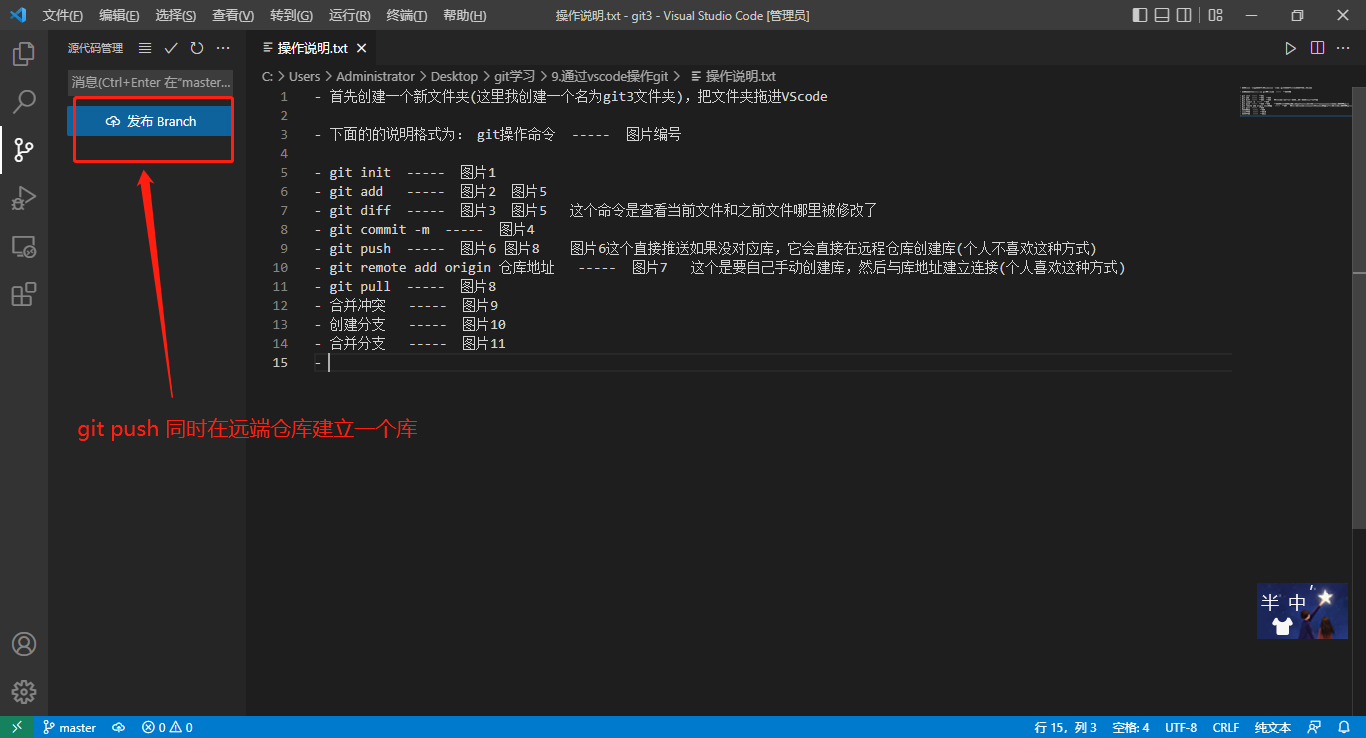 文件(F) 编辑(E) 选择(S) 查看(V) 转到(G) 运行(R) 终端(T) 帮助(H) 操作说明.txt - git3 - Visual Studio Code [管理员]
源代码管理
操作说明.txt
消息(Ctrl+Enter 在"master...
发布 Branch
C: > Users > Administrator > Desktop > git学习 > 9.通过vscode操作git > 操作说明.txt
1 - 首先创建一个新文件夹(这里我创建一个名为git3文件夹)，把文件夹拖进VScode
2
3 - 下面的的说明格式为： git操作命令 ----- 图片编号
4
5 - git init ----- 图片1
6 - git add ----- 图片2 图片5
7 - git diff ----- 图片3 图片5 这个命令是查看当前文件和之前文件哪里被修改了
8 - git commit -m ----- 图片4
9 - git push ----- 图片6 图片8 图片6这个直接推送如果没对应库，它会直接在远程仓库创建库(个人不喜欢这种方式)
10 - git remote add origin 仓库地址 ----- 图片7 这个是要自己手动创建库，然后与库地址建立连接(个人喜欢这种方式)
11 - git pull ----- 图片8
12 - 合并冲突 ----- 图片9
13 - 创建分支 ----- 图片10
14 - 合并分支 ----- 图片11
15 -
git push 同时在远端仓库建立一个库
半 中 ，
master 0 0 行 15，列 3 空格: 4 UTF-8 CRLF 纯文本